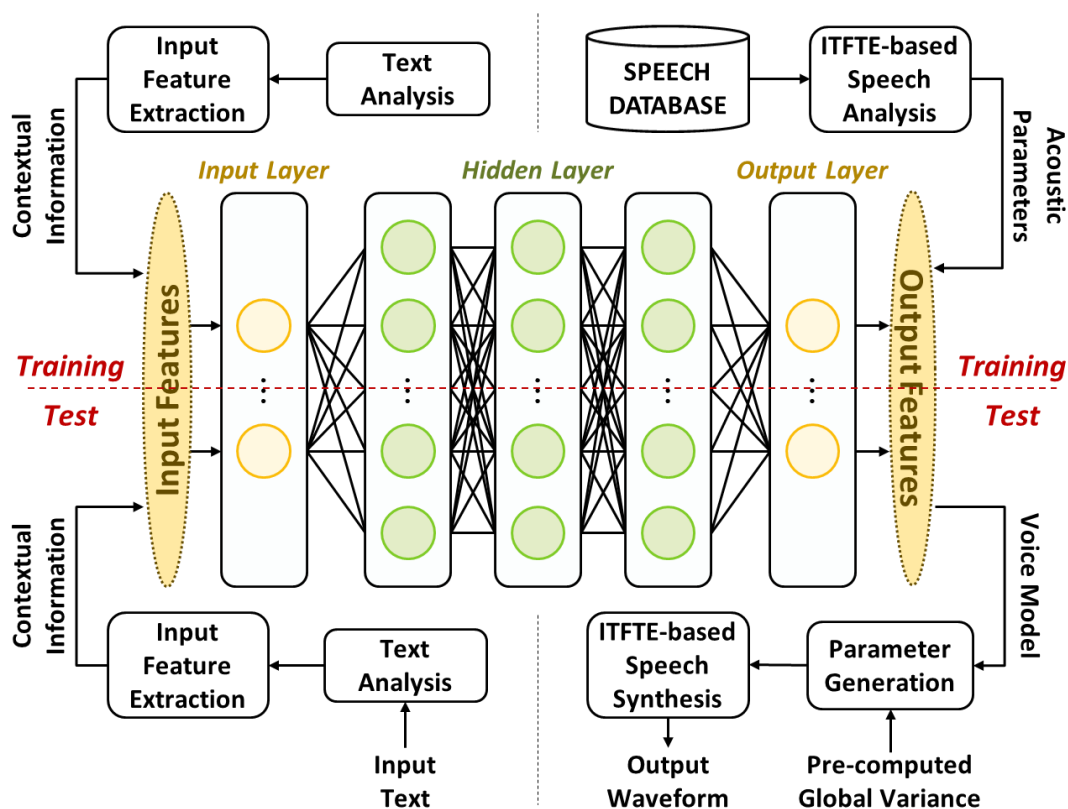 Input
Feature
Extraction
Text
Analysis
SPEECH
DATABASE
ITFTE-based
Speech
Analysis
Contextual
Information
Acoustic
Parameters
Input Layer
Hidden Layer
Output Layer
Input Features
Output Features
Training
Test
Training
Test
...
...
...
...
...
Contextual
Information
Voice Model
Input
Feature
Extraction
Text
Analysis
ITFTE-based
Speech
Synthesis
Parameter
Generation
Input
Text
Output
Waveform
Pre-computed
Global Variance